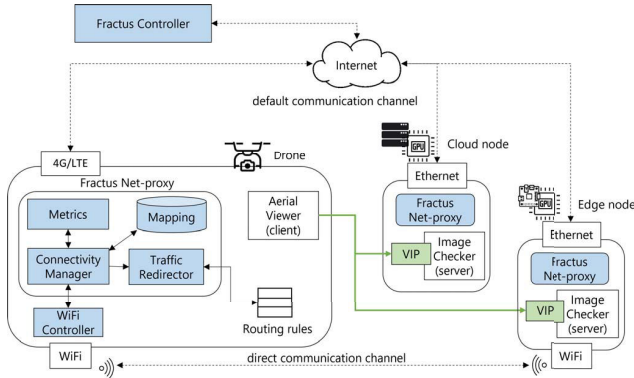 Fractus Controller
Internet
default communication channel
4G/LTE
Drone
GPU
Cloud node
Ethernet
Fractus Net-proxy
Metrics
Mapping
Aerial
Viewer
(client)
Fractus
Net-proxy
GPU
Edge node
Ethernet
Connectivity
Manager
Traffic
Redirector
VIP
Image
Checker
(server)
Fractus
Net-proxy
WiFi
Controller
Routing rules
VIP
Image
Checker
(server)
WiFi
direct communication channel
WiFi